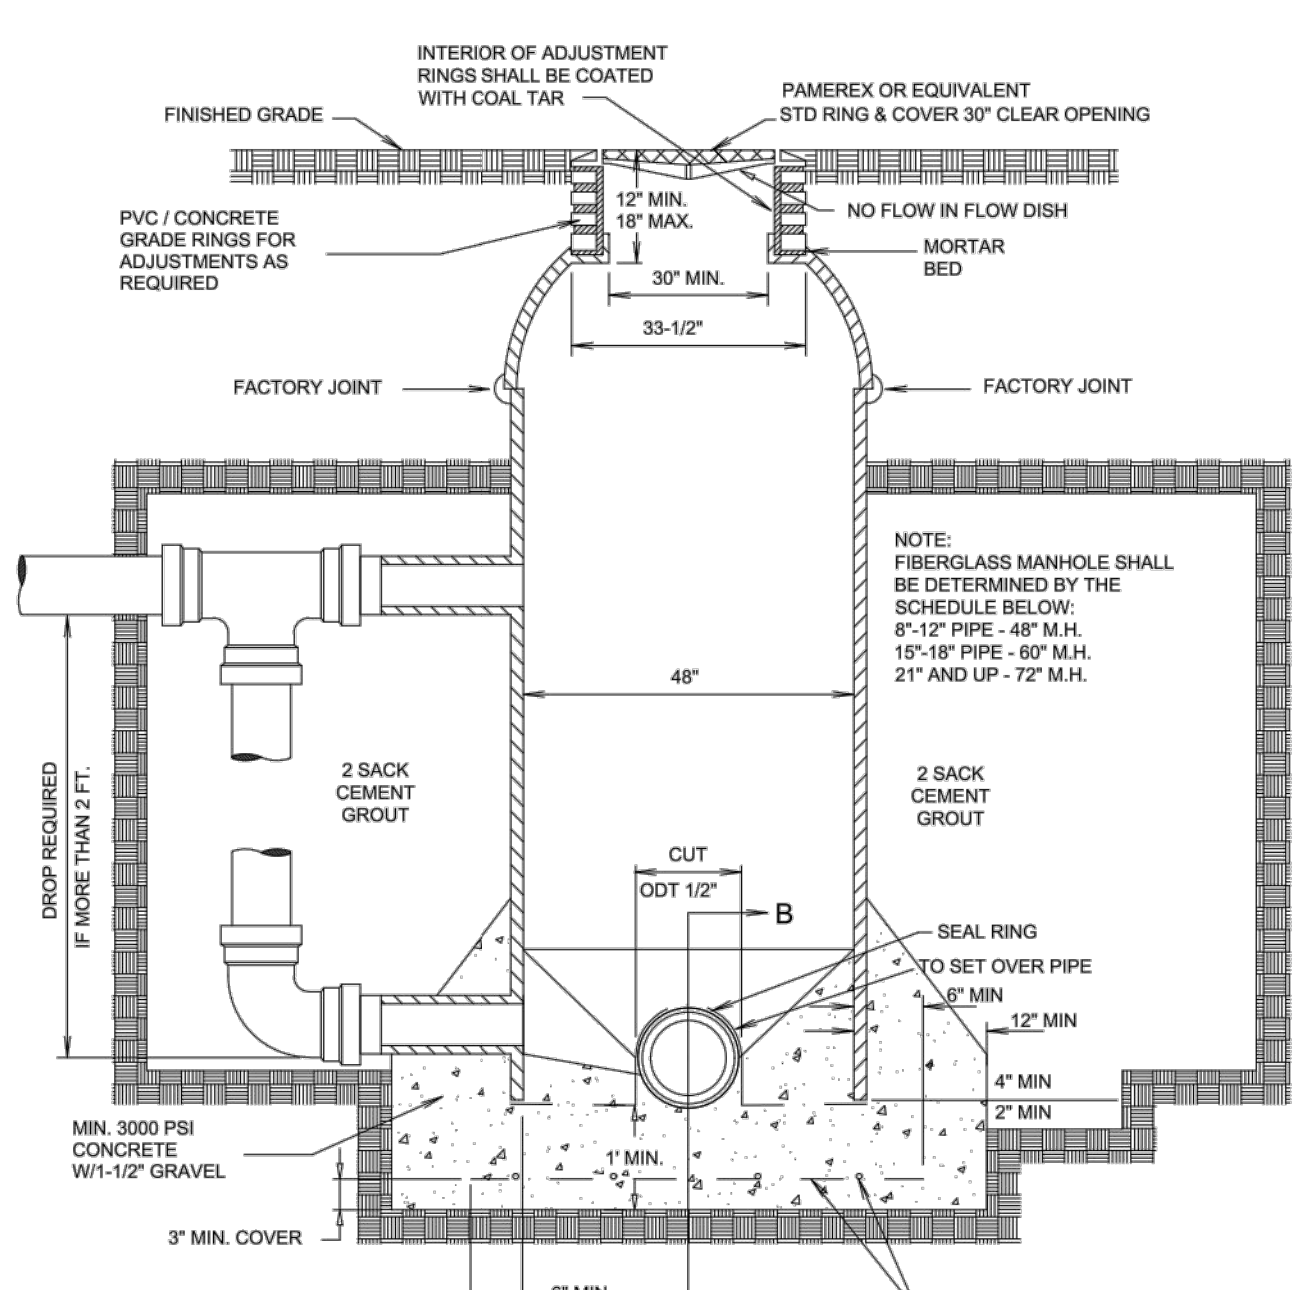 INTERIOR OF ADJUSTMENT
RINGS SHALL BE COATED
WITH COAL TAR
PAMEREX OR EQUIVALENT
STD RING & COVER 30" CLEAR OPENING
FINISHED GRADE
12" MIN.
18" MAX.
NO FLOW IN FLOW DISH
PVC / CONCRETE
GRADE RINGS FOR
ADJUSTMENTS AS
REQUIRED
MORTAR
BED
30" MIN.
33-1/2"
FACTORY JOINT
FACTORY JOINT
NOTE:
FIBERGLASS MANHOLE SHALL
BE DETERMINED BY THE
SCHEDULE BELOW:
8"-12" PIPE - 48" M.H.
15"-18" PIPE - 60" M.H.
21" AND UP - 72" M.H.
48"
DROP REQUIRED
IF MORE THAN 2 FT.
2 SACK
CEMENT
GROUT
2 SACK
CEMENT
GROUT
CUT
ODT 1/2"
B
SEAL RING
TO SET OVER PIPE
6" MIN
12" MIN
4" MIN
2" MIN
MIN. 3000 PSI
CONCRETE
W/1-1/2" GRAVEL
1' MIN.
3" MIN. COVER